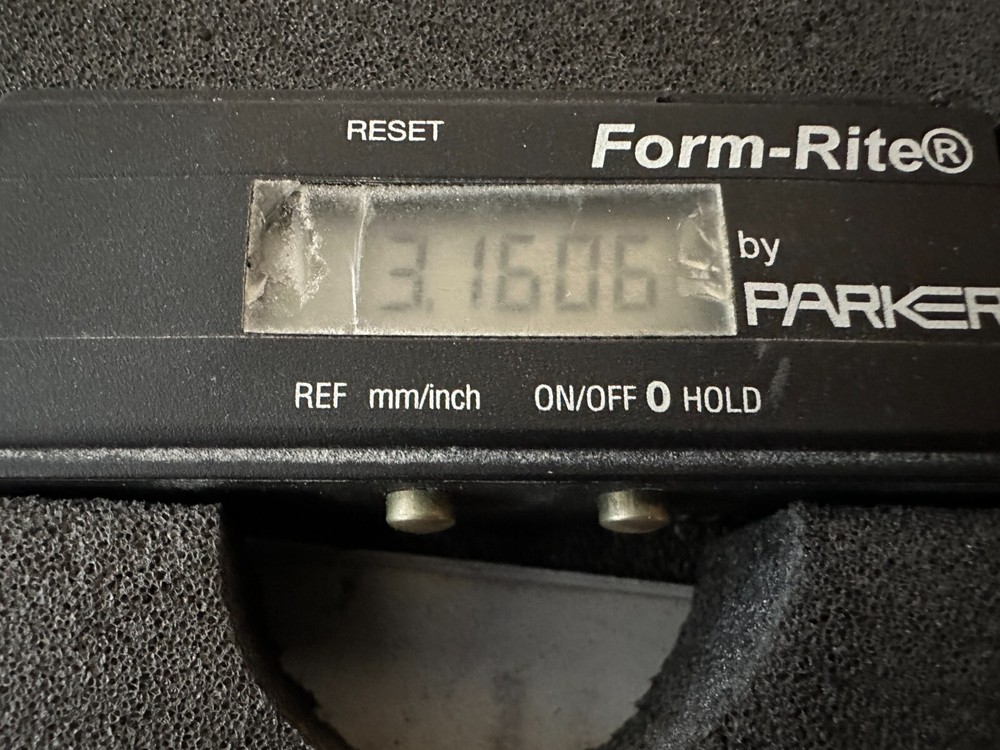 RESET
Form-Rite®
3.1606
by
PARKER
REF mm/inch ON/OFF 0 HOLD